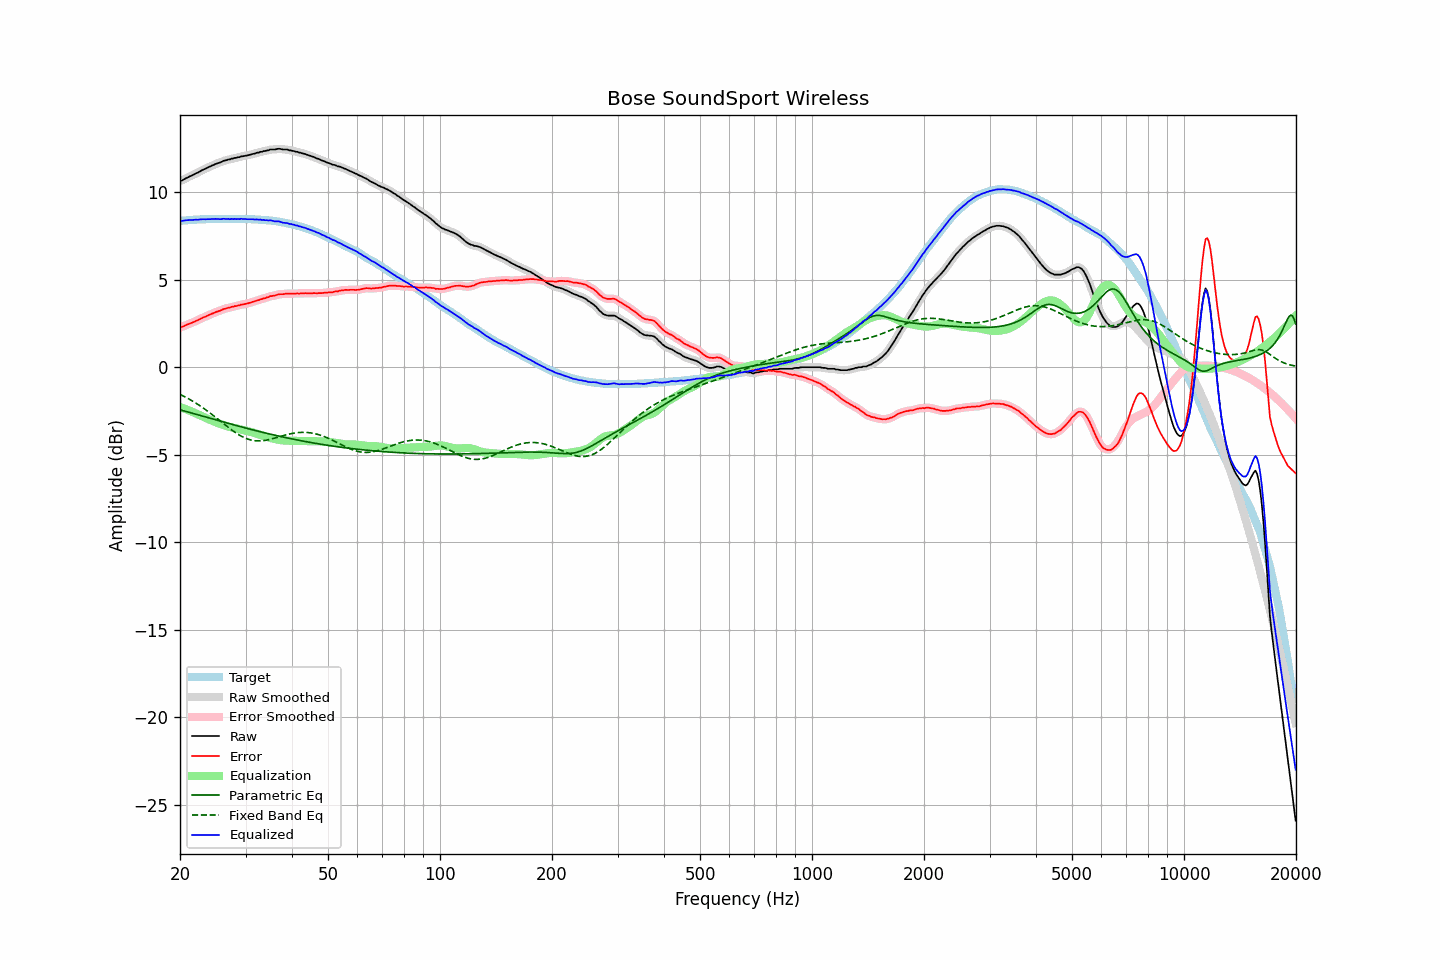 Bose SoundSport Wireless
Amplitude (dBr)
10
5
0
−5
−10
−15
−20
−25
Target
Raw Smoothed
Error Smoothed
Raw
Error
Equalization
Parametric Eq
Fixed Band Eq
Equalized
20 50 100 200 500 1000 2000 5000 10000 20000
Frequency (Hz)